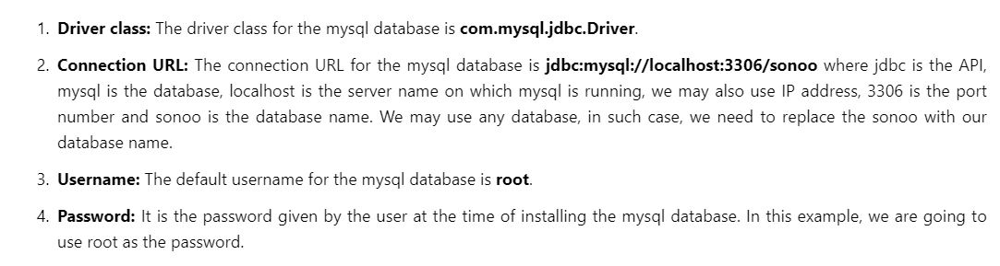 1. Driver class: The driver class for the mysql database is com.mysql.jdbc.Driver.
2. Connection URL: The connection URL for the mysql database is jdbc:mysql://localhost:3306/sonoo where jdbc is the API,
mysql is the database, localhost is the server name on which mysql is running, we may also use IP address, 3306 is the port
number and sonoo is the database name. We may use any database, in such case, we need to replace the sonoo with our
database name.
3. Username: The default username for the mysql database is root.
4. Password: It is the password given by the user at the time of installing the mysql database. In this example, we are going to
use root as the password.